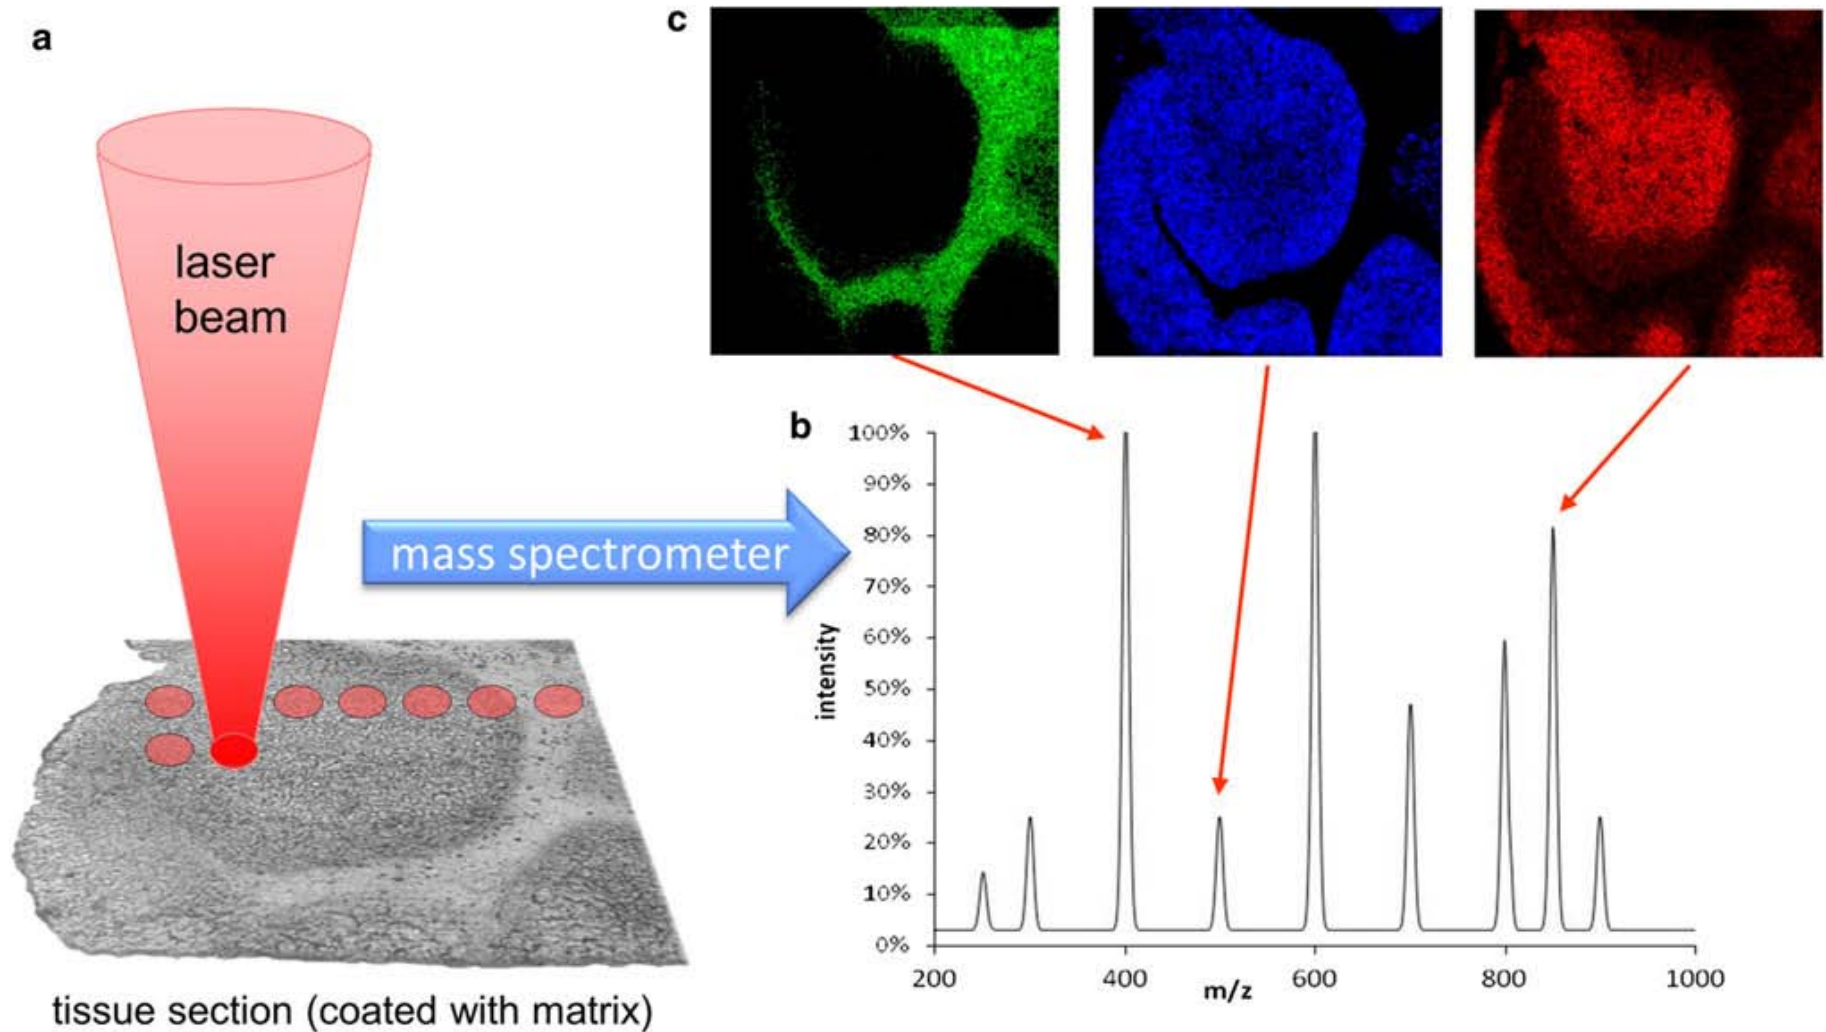 a
laser
beam
tissue section (coated with matrix)
mass spectrometer
c
b
intensity
100%
90%
80%
70%
60%
50%
40%
30%
20%
10%
0%
200 400 600 800 1000
m/z